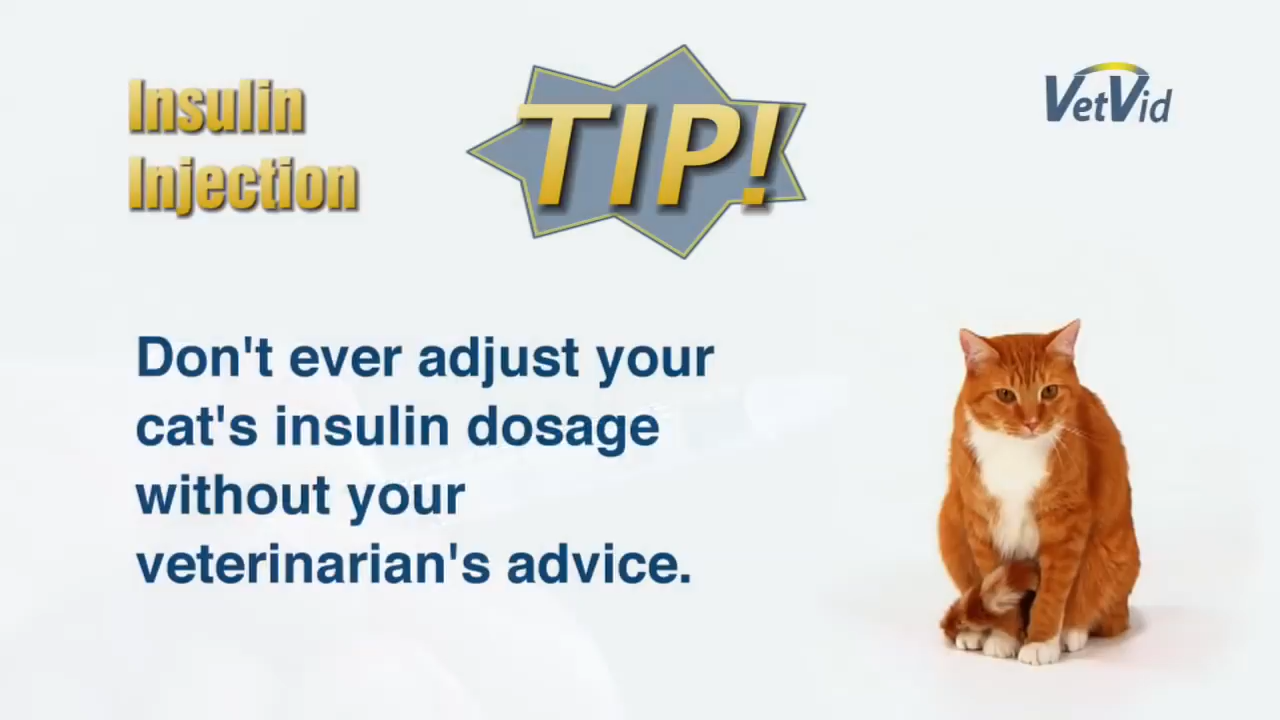 Insulin
Injection
TIP!
VetVid
Don't ever adjust your
cat's insulin dosage
without your
veterinarian's advice.